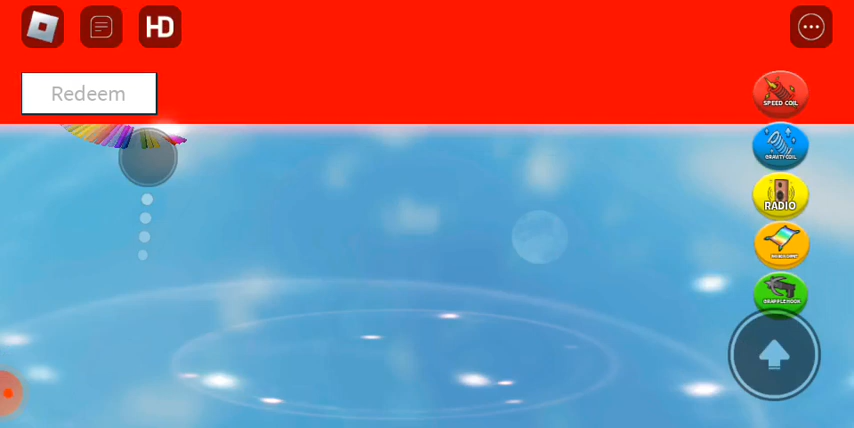 HD
Redeem
SPEED COIL
GRAVITY COIL
RADIO
GRAPPLE HOOK